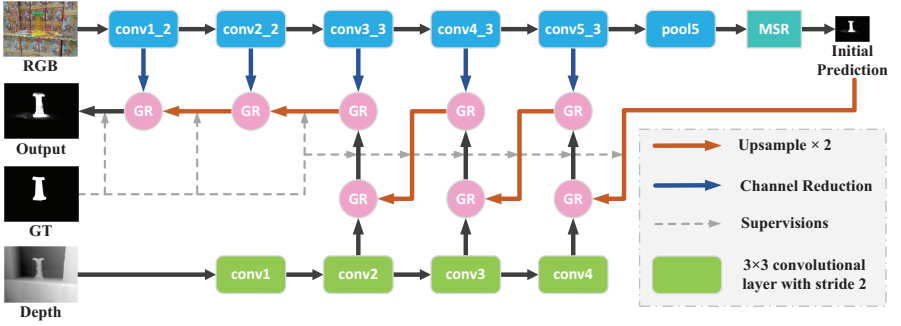 conv1_2
conv2_2
conv3_3
conv4_3
conv5_3
pool5
MSR
RGB
Initial
Prediction
GR
GR
GR
GR
GR
Output
GR
GR
GR
GT
conv1
conv2
conv3
conv4
Depth
Upsample × 2
Channel Reduction
Supervisions
3×3 convolutional
layer with stride 2